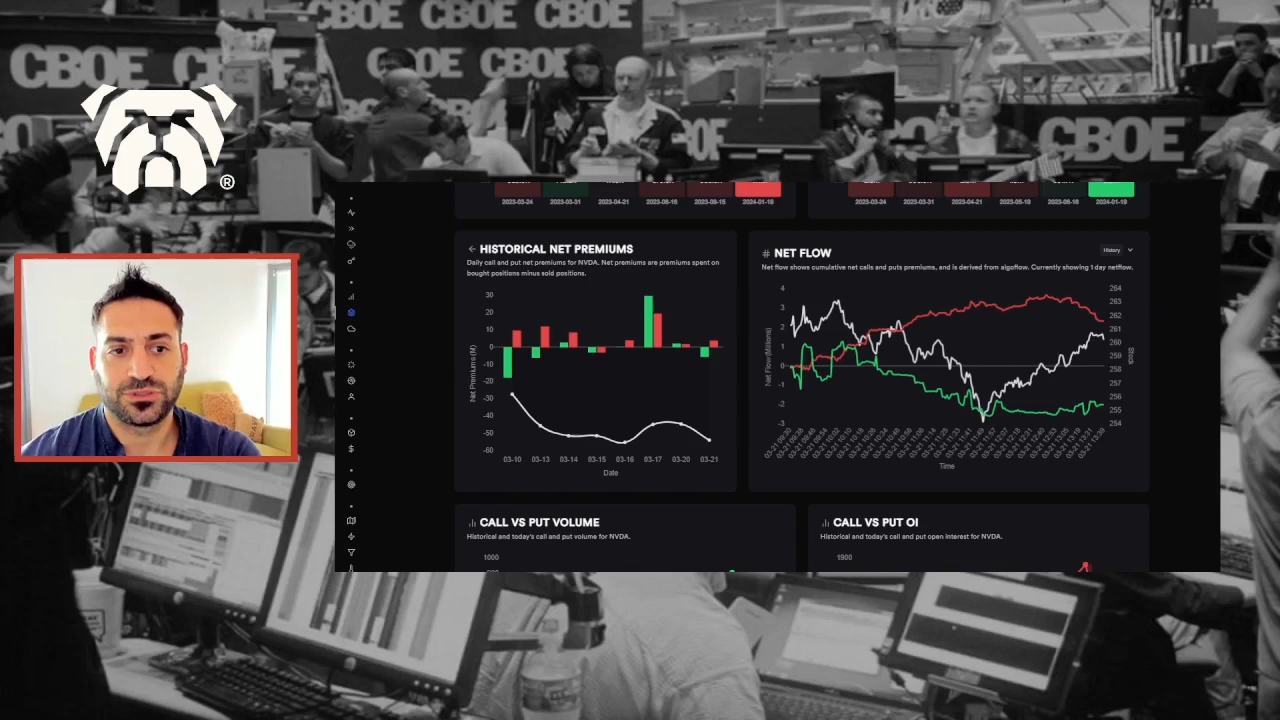 CBOE CBOE CBOE
CBOE
CBOE
CBOE
CBOE
®
2023-03-24
2023-03-31
2023-04-21
2023-06-16
2023-09-15
2024-01-19
2023-03-24
2023-03-31
2023-04-21
2023-05-19
2023-06-16
2024-01-19
HISTORICAL NET PREMIUMS
Daily call and put net premiums for NVDA. Net premiums are premiums spent on
bought positions minus sold positions.
30
20
10
0
-10
-20
-30
-40
-50
-60
Net Premiums (M)
03-10 03-13 03-14 03-15 03-16 03-17 03-20 03-21
Date
# NET FLOW
History
Net flow shows cumulative net calls and puts premiums, and is derived from algoflow. Currently showing 1 day netflow.
4
3
2
1
0
-1
-2
-3
Net Flow (Millions)
264
263
262
261
260
259
258
257
256
255
254
Stock
Time
CALL VS PUT VOLUME
Historical and today's call and put volume for NVDA.
1000
CALL VS PUT OI
Historical and today's call and put open interest for NVDA.
1900